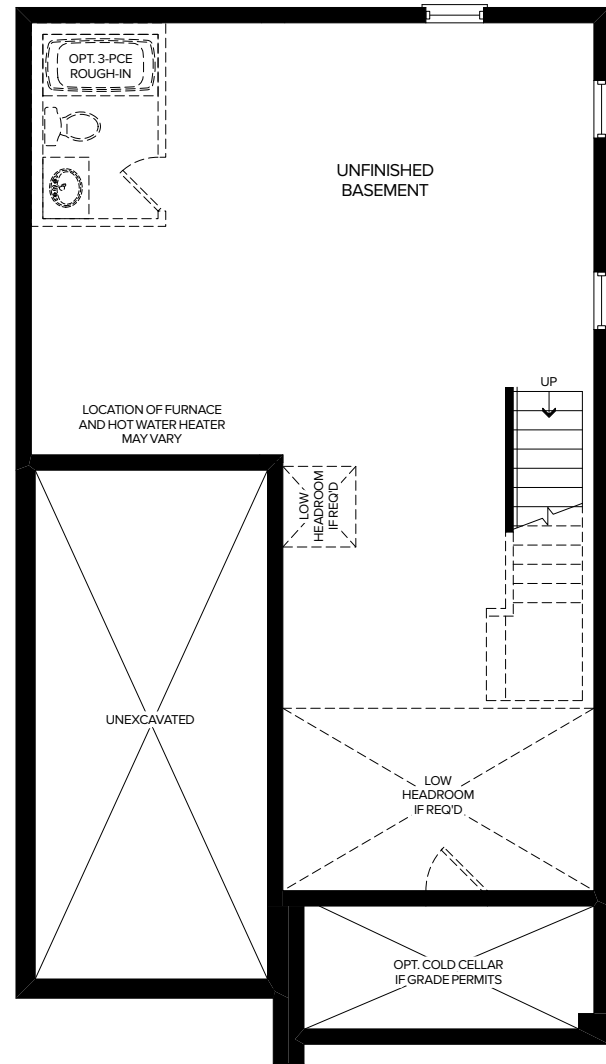 OPT. 3-PCE
ROUGH-IN
UNFINISHED
BASEMENT
UP
LOCATION OF FURNACE
AND HOT WATER HEATER
MAY VARY
LOW
HEADROOM
IF REQ'D
UNEXCAVATED
LOW
HEADROOM
IF REQ'D
OPT. COLD CELLAR
IF GRADE PERMITS